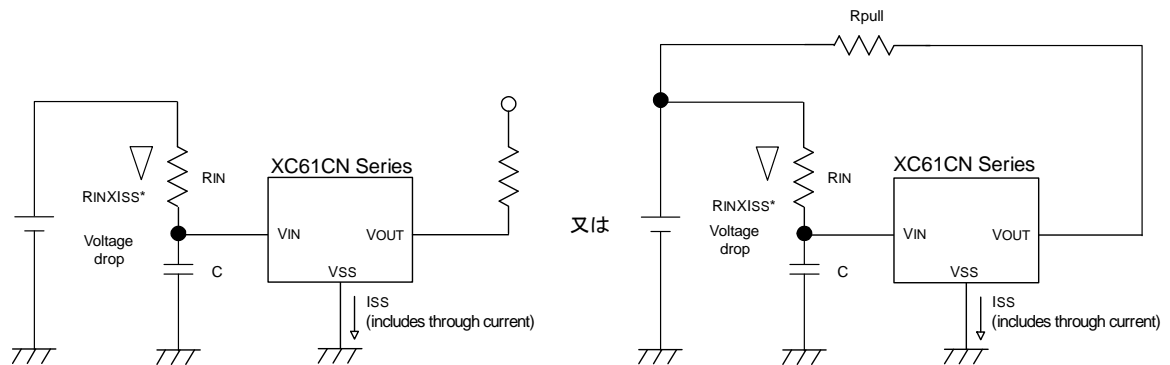 Rpull
XC61CN Series
RIN
RINXISS*
Voltage
drop
VIN
VOUT
VSS
C
ISS
(includes through current)
又は
XC61CN Series
RIN
RINXISS*
Voltage
drop
VIN
VOUT
VSS
C
ISS
(includes through current)